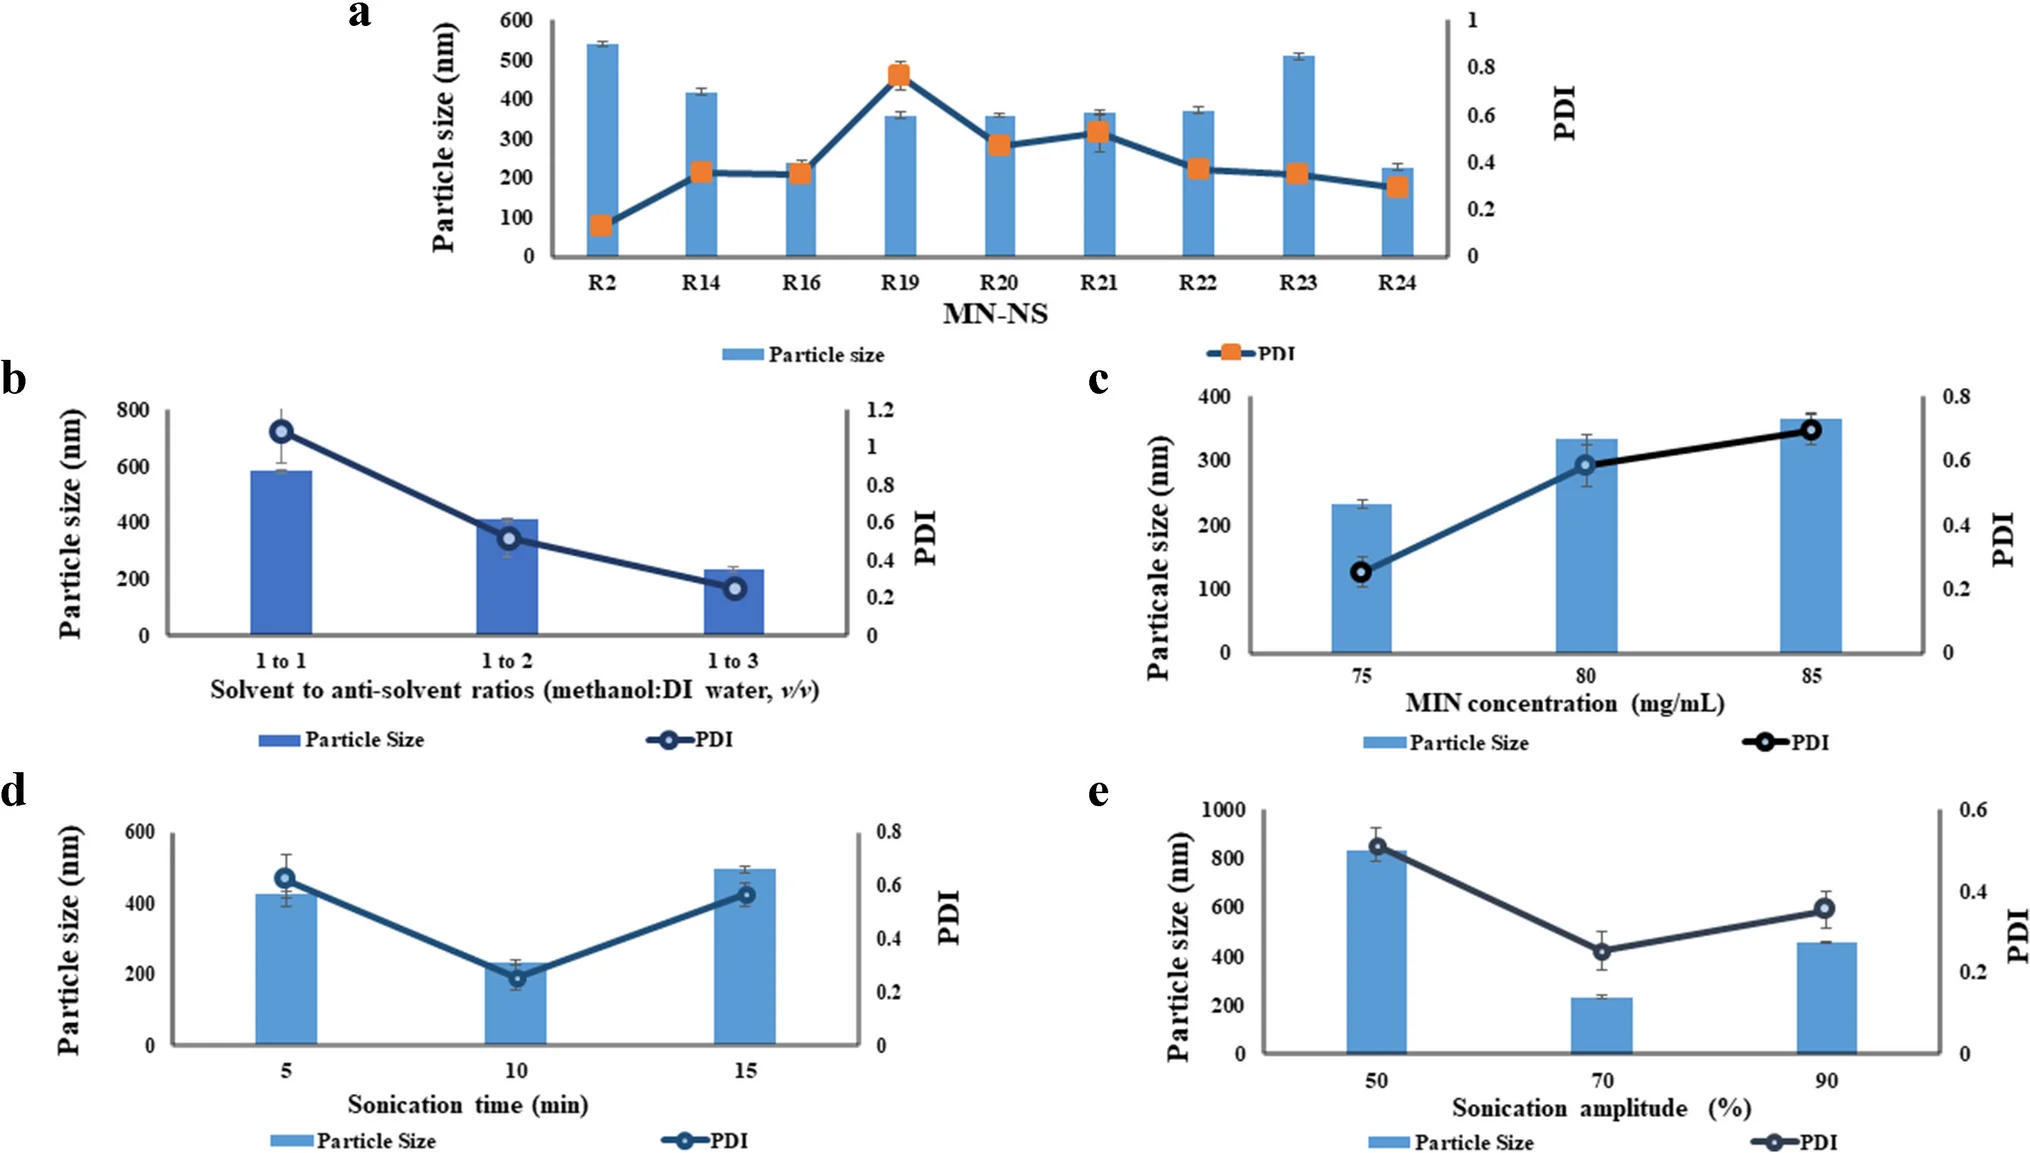 a
600
500
400
300
200
100
0
Particle size (nm)
1
0.8
0.6
0.4
0.2
0
PDI
R2 R14 R16 R19 R20 R21 R22 R23 R24
MN-NS
Particle size PDI
b
800
600
400
200
0
Particle size (nm)
1.2
1
0.8
0.6
0.4
0.2
0
PDI
1 to 1 1 to 2 1 to 3
Solvent to anti-solvent ratios (methanol:DI water, v/v)
Particle Size PDI
c
400
300
200
100
0
Particale size (nm)
0.8
0.6
0.4
0.2
0
PDI
75 80 85
MIN concentration (mg/mL)
Particle Size PDI
d
600
400
200
0
Particle size (nm)
0.8
0.6
0.4
0.2
0
PDI
5 10 15
Sonication time (min)
Particle Size PDI
e
1000
800
600
400
200
0
Particle size (nm)
0.6
0.4
0.2
0
PDI
50 70 90
Sonication amplitude (%)
Particle Size PDI